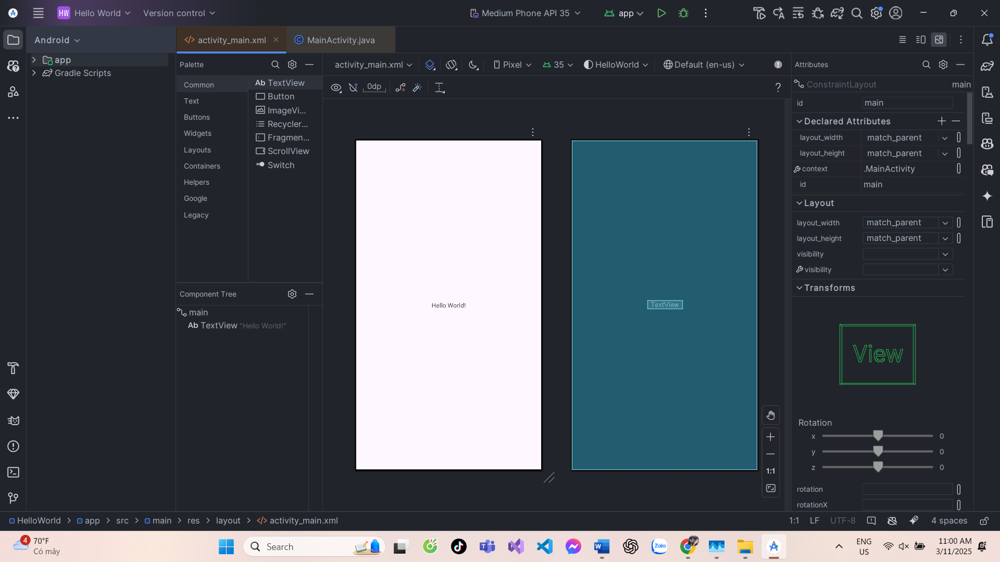 HW Hello World Version control Medium Phone API 35 app
Android activity_main.xml MainActivity.java
app
Gradle Scripts
Palette
Common
Text
Buttons
Widgets
Layouts
Containers
Helpers
Google
Legacy
Ab TextView
Button
ImageVi...
Recycler...
Fragmen...
ScrollView
Switch
Component Tree
main
Ab TextView "Hello World!"
activity_main.xml Pixel 35 HelloWorld Default (en-us)
0dp ?
Hello World!
TextView
1:1
Attributes
ConstraintLayout main
id main
Declared Attributes
layout_width match_parent
layout_height match_parent
context .MainActivity
id main
Layout
layout_width match_parent
layout_height match_parent
visibility
visibility
Transforms
View
Rotation
x 0
y 0
z 0
rotation
rotationX
HelloWorld app src main res layout activity_main.xml 1:1 LF UTF-8 4 spaces
4 70°F
Có mây
Search
Zalo
ENG
US
11:00 AM
3/11/2025